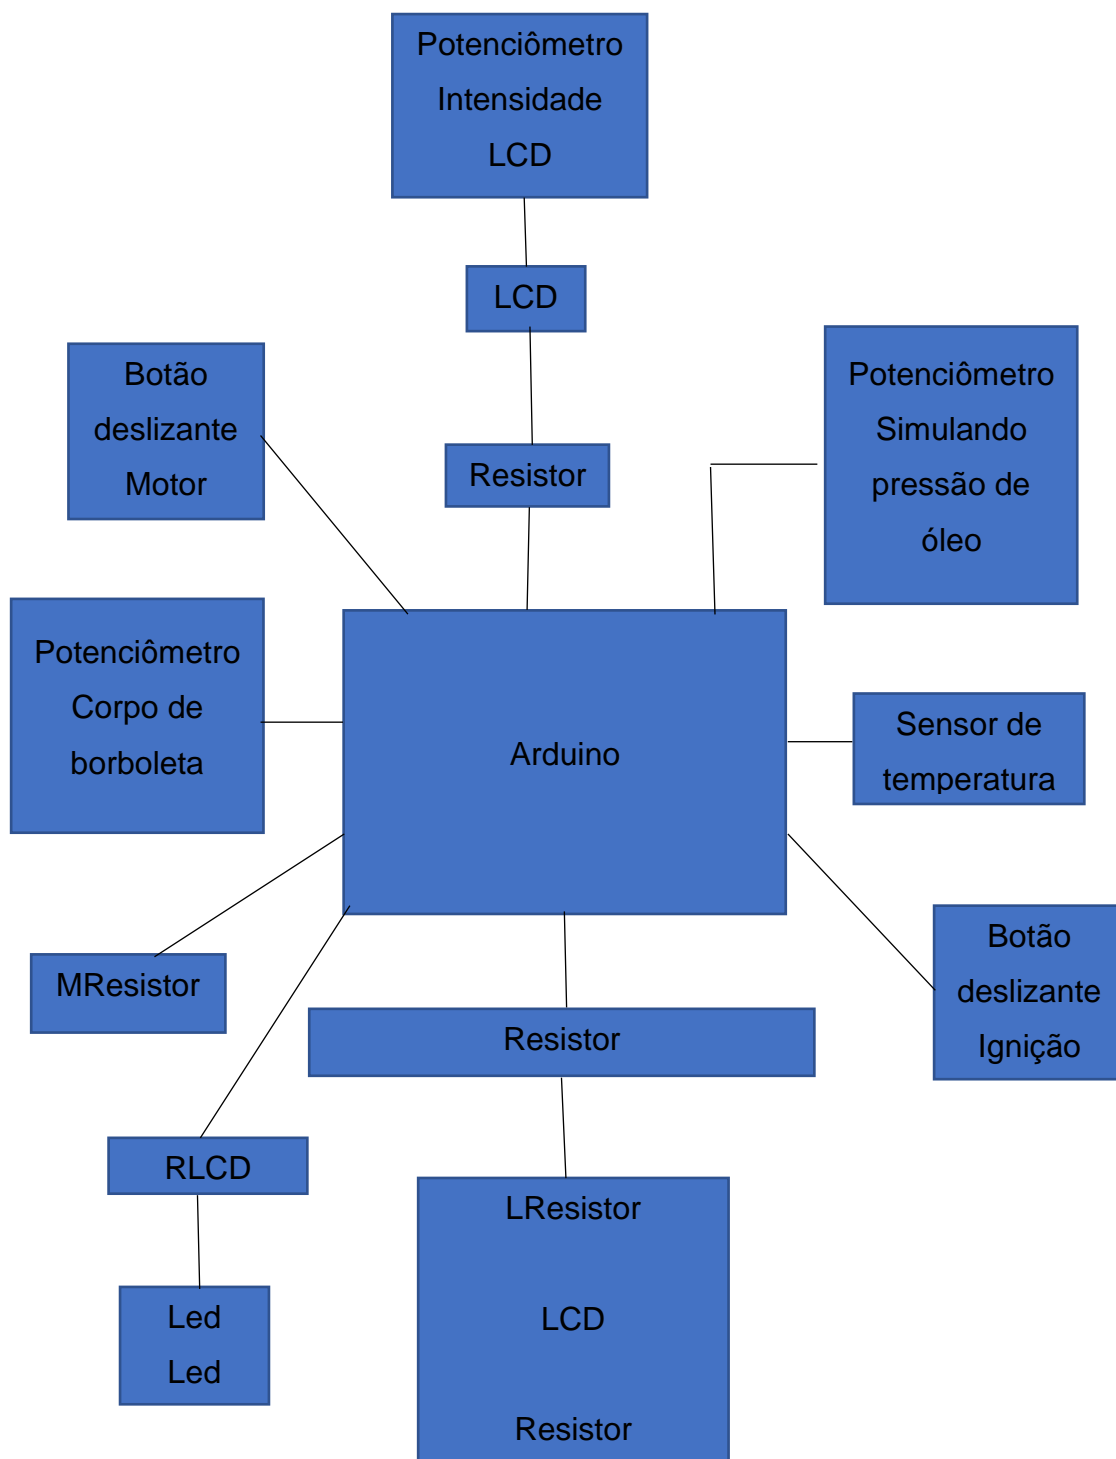 Potenciômetro
Intensidade
LCD
LCD
Botão
deslizante
Motor
Potenciômetro
Simulando
pressão de
óleo
Resistor
Potenciômetro
Corpo de
borboleta
Arduino
Sensor de
temperatura
Botão
deslizante
Ignição
MResistor
Resistor
RLCD
LResistor
LCD
Resistor
Led
Led